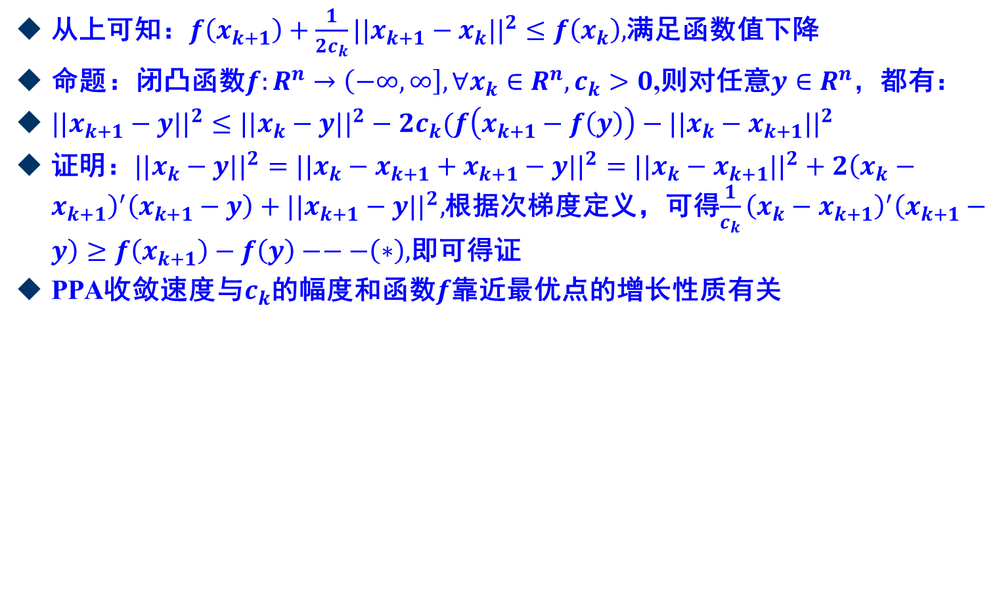 ◆ 从上可知：$f(x_{k+1})+\frac{1}{2c_k}||x_{k+1}-x_k||^2\leq f(x_k)$,满足函数值下降
◆ 命题：闭凸函数$f:R^n\rightarrow(-\infty,\infty],\forall x_k\in R^n,c_k>0$,则对任意$y\in R^n$，都有：
◆ $||x_{k+1}-y||^2\leq||x_k-y||^2-2c_k(f(x_{k+1}-f(y))-||x_k-x_{k+1}||^2$
◆ 证明：$||x_k-y||^2=||x_k-x_{k+1}+x_{k+1}-y||^2=||x_k-x_{k+1}||^2+2(x_k-$
$x_{k+1})'(x_{k+1}-y)+||x_{k+1}-y||^2$,根据次梯度定义，可得$\frac{1}{c_k}(x_k-x_{k+1})'(x_{k+1}-$
$y)\geq f(x_{k+1})-f(y)---(*)$,即可得证
◆ PPA收敛速度与$c_k$的幅度和函数$f$靠近最优点的增长性质有关